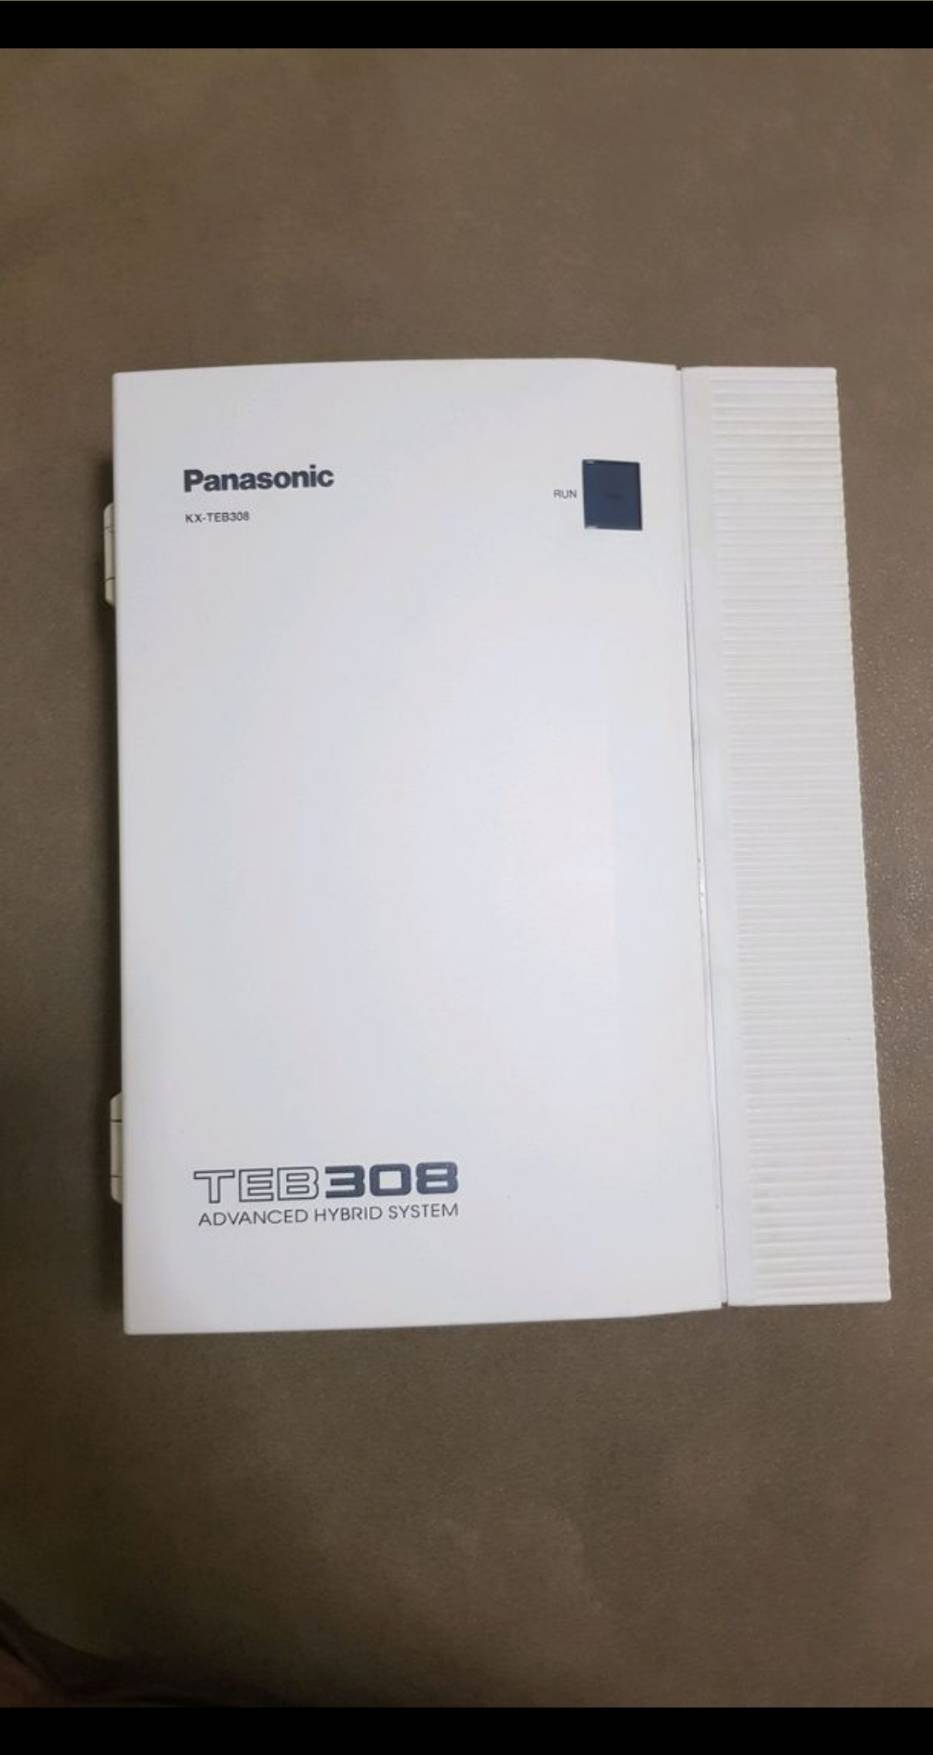 Panasonic
KX-TEB308
RUN
TEB308
ADVANCED HYBRID SYSTEM